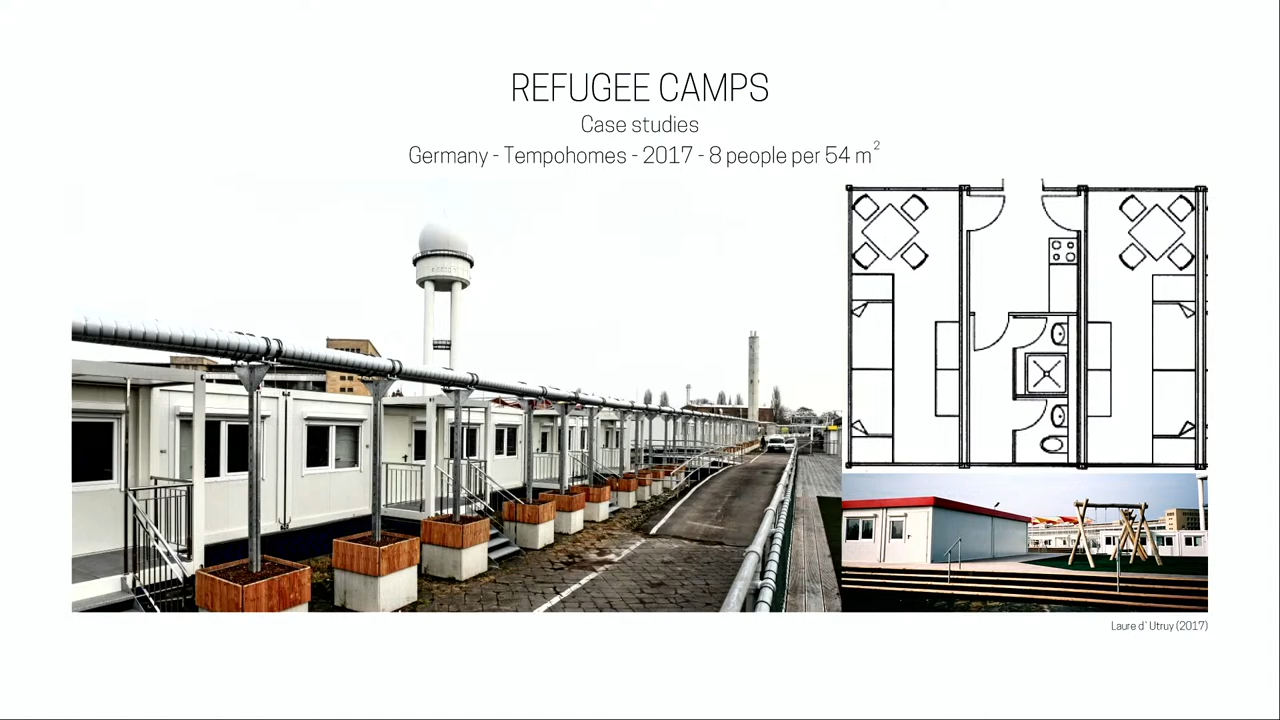 REFUGEE CAMPS
Case studies
Germany - Tempohomes - 2017 - 8 people per 54 m²
Laure d' Utruy (2017)